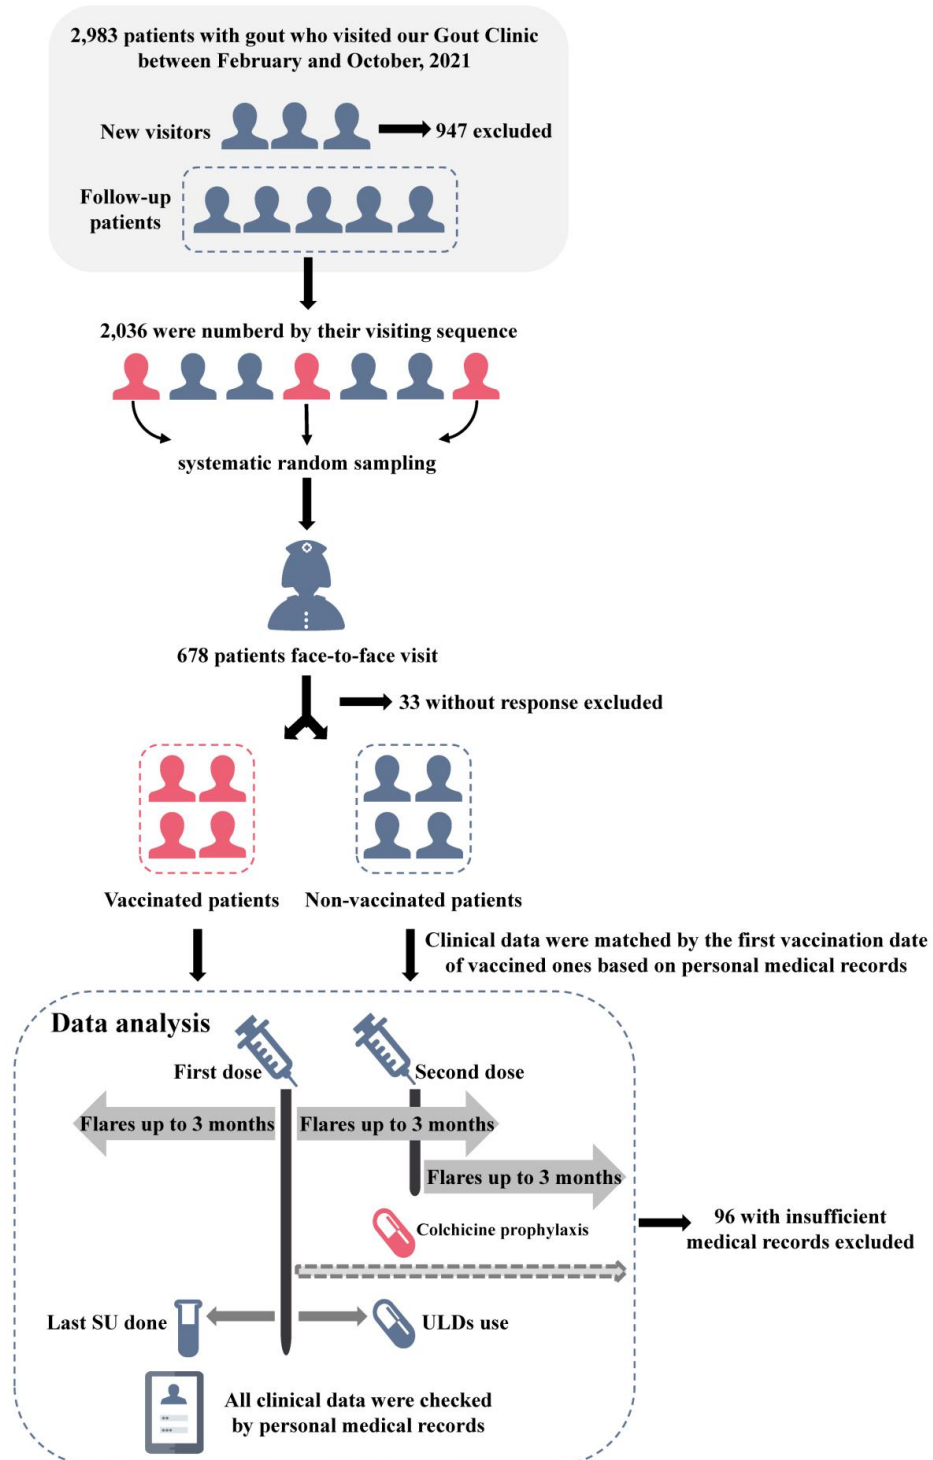 2,983 patients with gout who visited our Gout Clinic
between February and October, 2021
New visitors
947 excluded
Follow-up
patients
2,036 were numberd by their visiting sequence
systematic random sampling
678 patients face-to-face visit
33 without response excluded
Vaccinated patients
Non-vaccinated patients
Clinical data were matched by the first vaccination date
of vaccined ones based on personal medical records
Data analysis
First dose
Second dose
Flares up to 3 months
Flares up to 3 months
Flares up to 3 months
Colchicine prophylaxis
96 with insufficient
medical records excluded
Last SU done
ULDs use
All clinical data were checked
by personal medical records